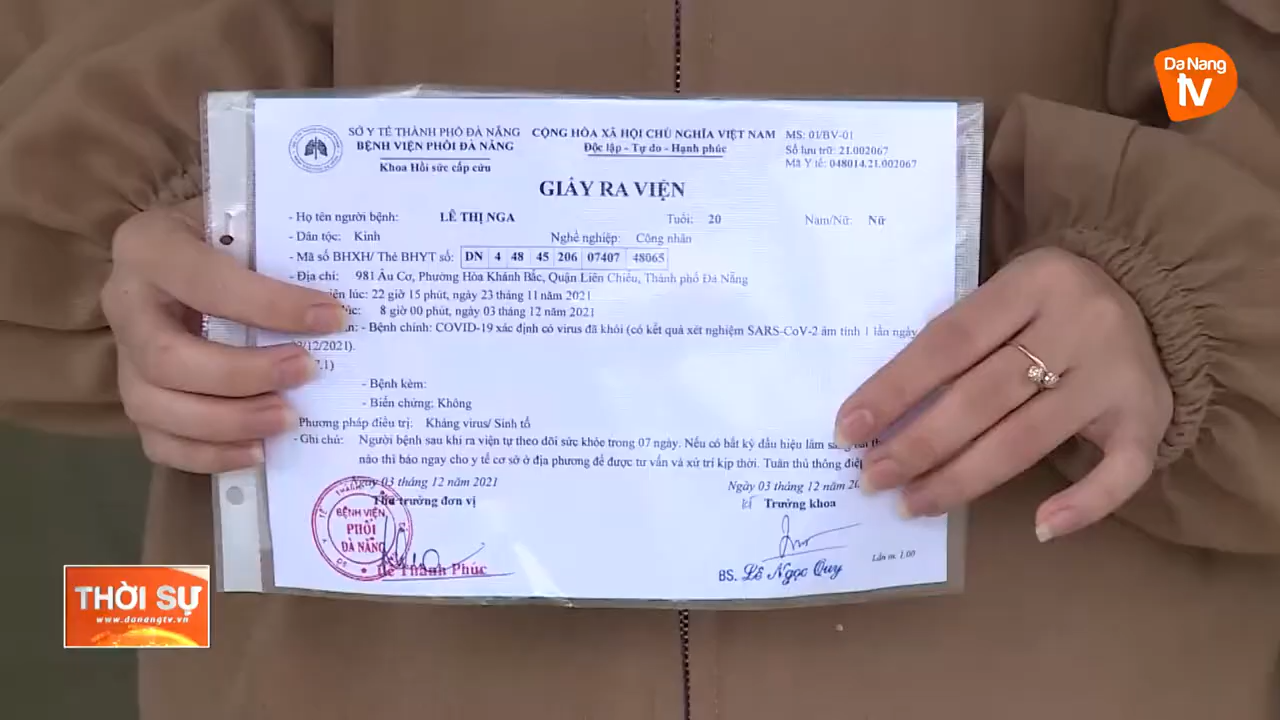 Da Nang
tv
SỞ Y TẾ THÀNH PHỐ ĐÀ NẴNG
BỆNH VIỆN PHỔI ĐÀ NẴNG
Khoa Hồi sức cấp cứu
CỘNG HÒA XÃ HỘI CHỦ NGHĨA VIỆT NAM
Độc lập - Tự do - Hạnh phúc
MS: 01/BV-01
Số lưu trữ: 21.002067
Mã Y tế: 048014.21.002067
GIẤY RA VIỆN
- Họ tên người bệnh: LÊ THỊ NGA Tuổi: 20 Nam/Nữ: Nữ
- Dân tộc: Kinh Nghề nghiệp: Công nhân
- Mã số BHXH/ Thẻ BHYT số: DN 4 48 45 206 07407 48065
- Địa chỉ: 981 Âu Cơ, Phường Hòa Khánh Bắc, Quận Liên Chiểu, Thành phố Đà Nẵng
viện lúc: 22 giờ 15 phút, ngày 23 tháng 11 năm 2021
lúc: 8 giờ 00 phút, ngày 03 tháng 12 năm 2021
- Bệnh chính: COVID-19 xác định có virus đã khỏi (có kết quả xét nghiệm SARS-CoV-2 âm tính 1 lần ngày
/12/2021).
7.1)
- Bệnh kèm:
- Biến chứng: Không
Phương pháp điều trị: Kháng virus/ Sinh tố
- Ghi chú: Người bệnh sau khi ra viện tự theo dõi sức khỏe trong 07 ngày. Nếu có bất kỳ dấu hiệu lâm
nào thì báo ngay cho y tế cơ sở ở địa phương để được tư vấn và xử trí kịp thời. Tuân thủ thông điệp
Ngày 03 tháng 12 năm 2021
Thủ trưởng đơn vị
Ngày 03 tháng 12 năm
KT Trưởng khoa
BỆNH VIỆN
PHỔI
ĐÀ NẴNG
Lê Thành Phúc
BS. Lê Ngọc Quy
Lần in: 1.00
THỜI SỰ
www.danangtv.vn